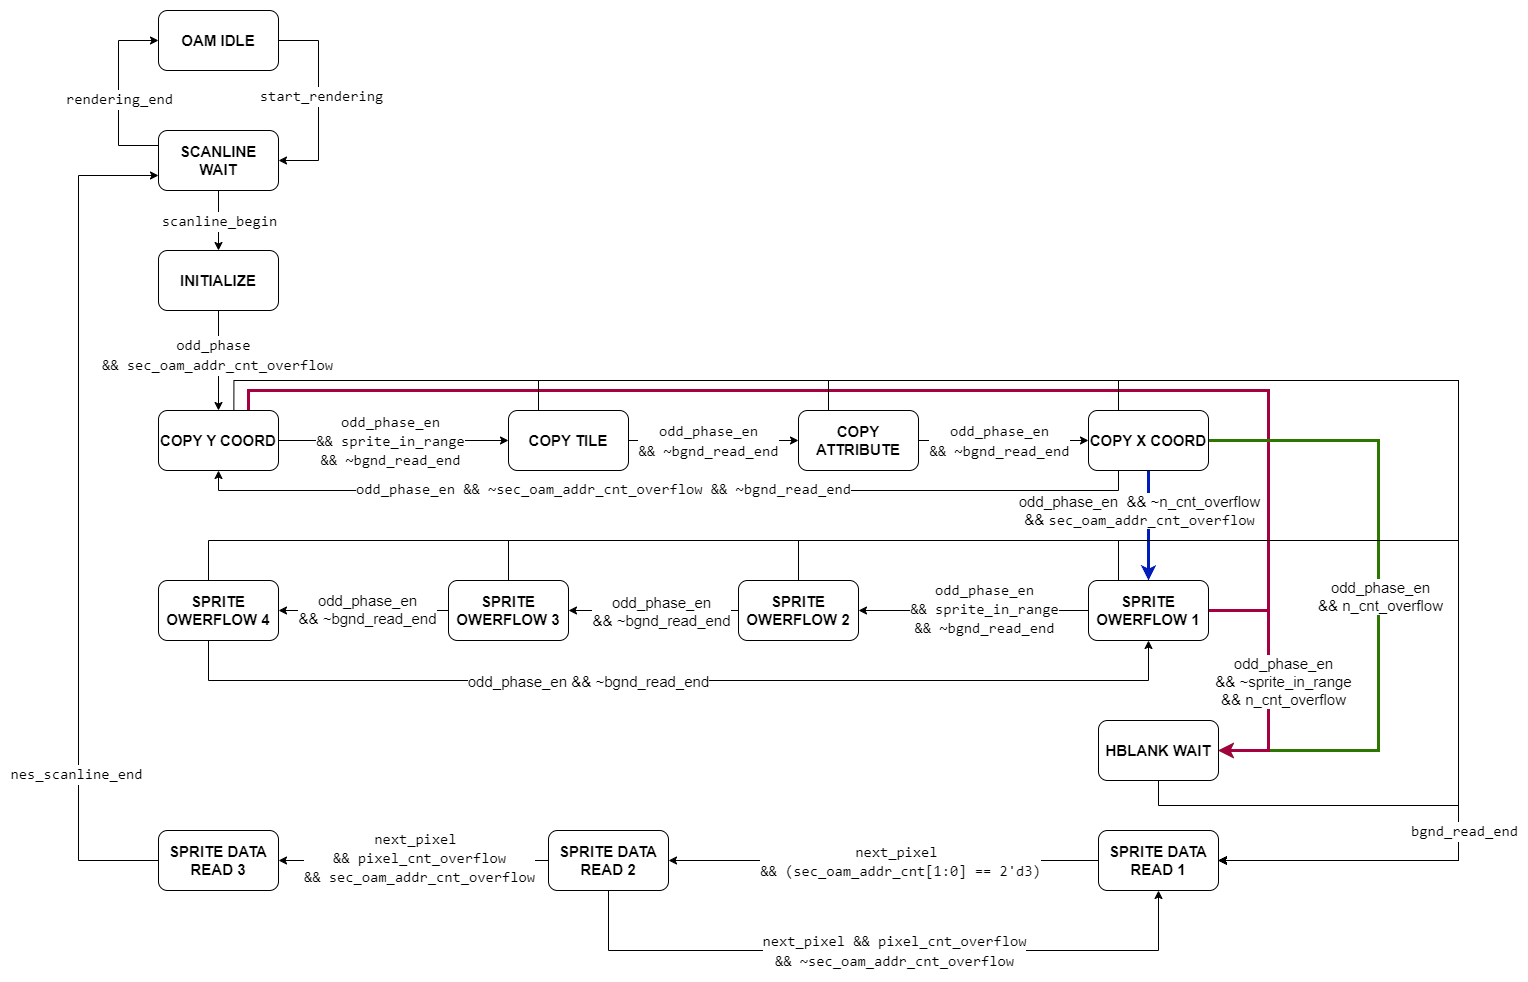 OAM IDLE
rendering_end
start_rendering
SCANLINE
WAIT
scanline_begin
INITIALIZE
odd_phase
&& sec_oam_addr_cnt_overflow
COPY Y COORD
odd_phase_en
&& sprite_in_range
&& ~bgnd_read_end
COPY TILE
odd_phase_en
&& ~bgnd_read_end
COPY
ATTRIBUTE
odd_phase_en
&& ~bgnd_read_end
COPY X COORD
odd_phase_en && ~sec_oam_addr_cnt_overflow && ~bgnd_read_end
odd_phase_en && ~n_cnt_overflow
&& sec_oam_addr_cnt_overflow
SPRITE
OWERFLOW 4
odd_phase_en
&& ~bgnd_read_end
SPRITE
OWERFLOW 3
odd_phase_en
&& ~bgnd_read_end
SPRITE
OWERFLOW 2
odd_phase_en
&& sprite_in_range
&& ~bgnd_read_end
SPRITE
OWERFLOW 1
odd_phase_en
&& n_cnt_overflow
odd_phase_en && ~bgnd_read_end
odd_phase_en
&& ~sprite_in_range
&& n_cnt_overflow
HBLANK WAIT
nes_scanline_end
bgnd_read_end
SPRITE DATA
READ 3
next_pixel
&& pixel_cnt_overflow
&& sec_oam_addr_cnt_overflow
SPRITE DATA
READ 2
next_pixel
&& (sec_oam_addr_cnt[1:0] == 2'd3)
SPRITE DATA
READ 1
next_pixel && pixel_cnt_overflow
&& ~sec_oam_addr_cnt_overflow